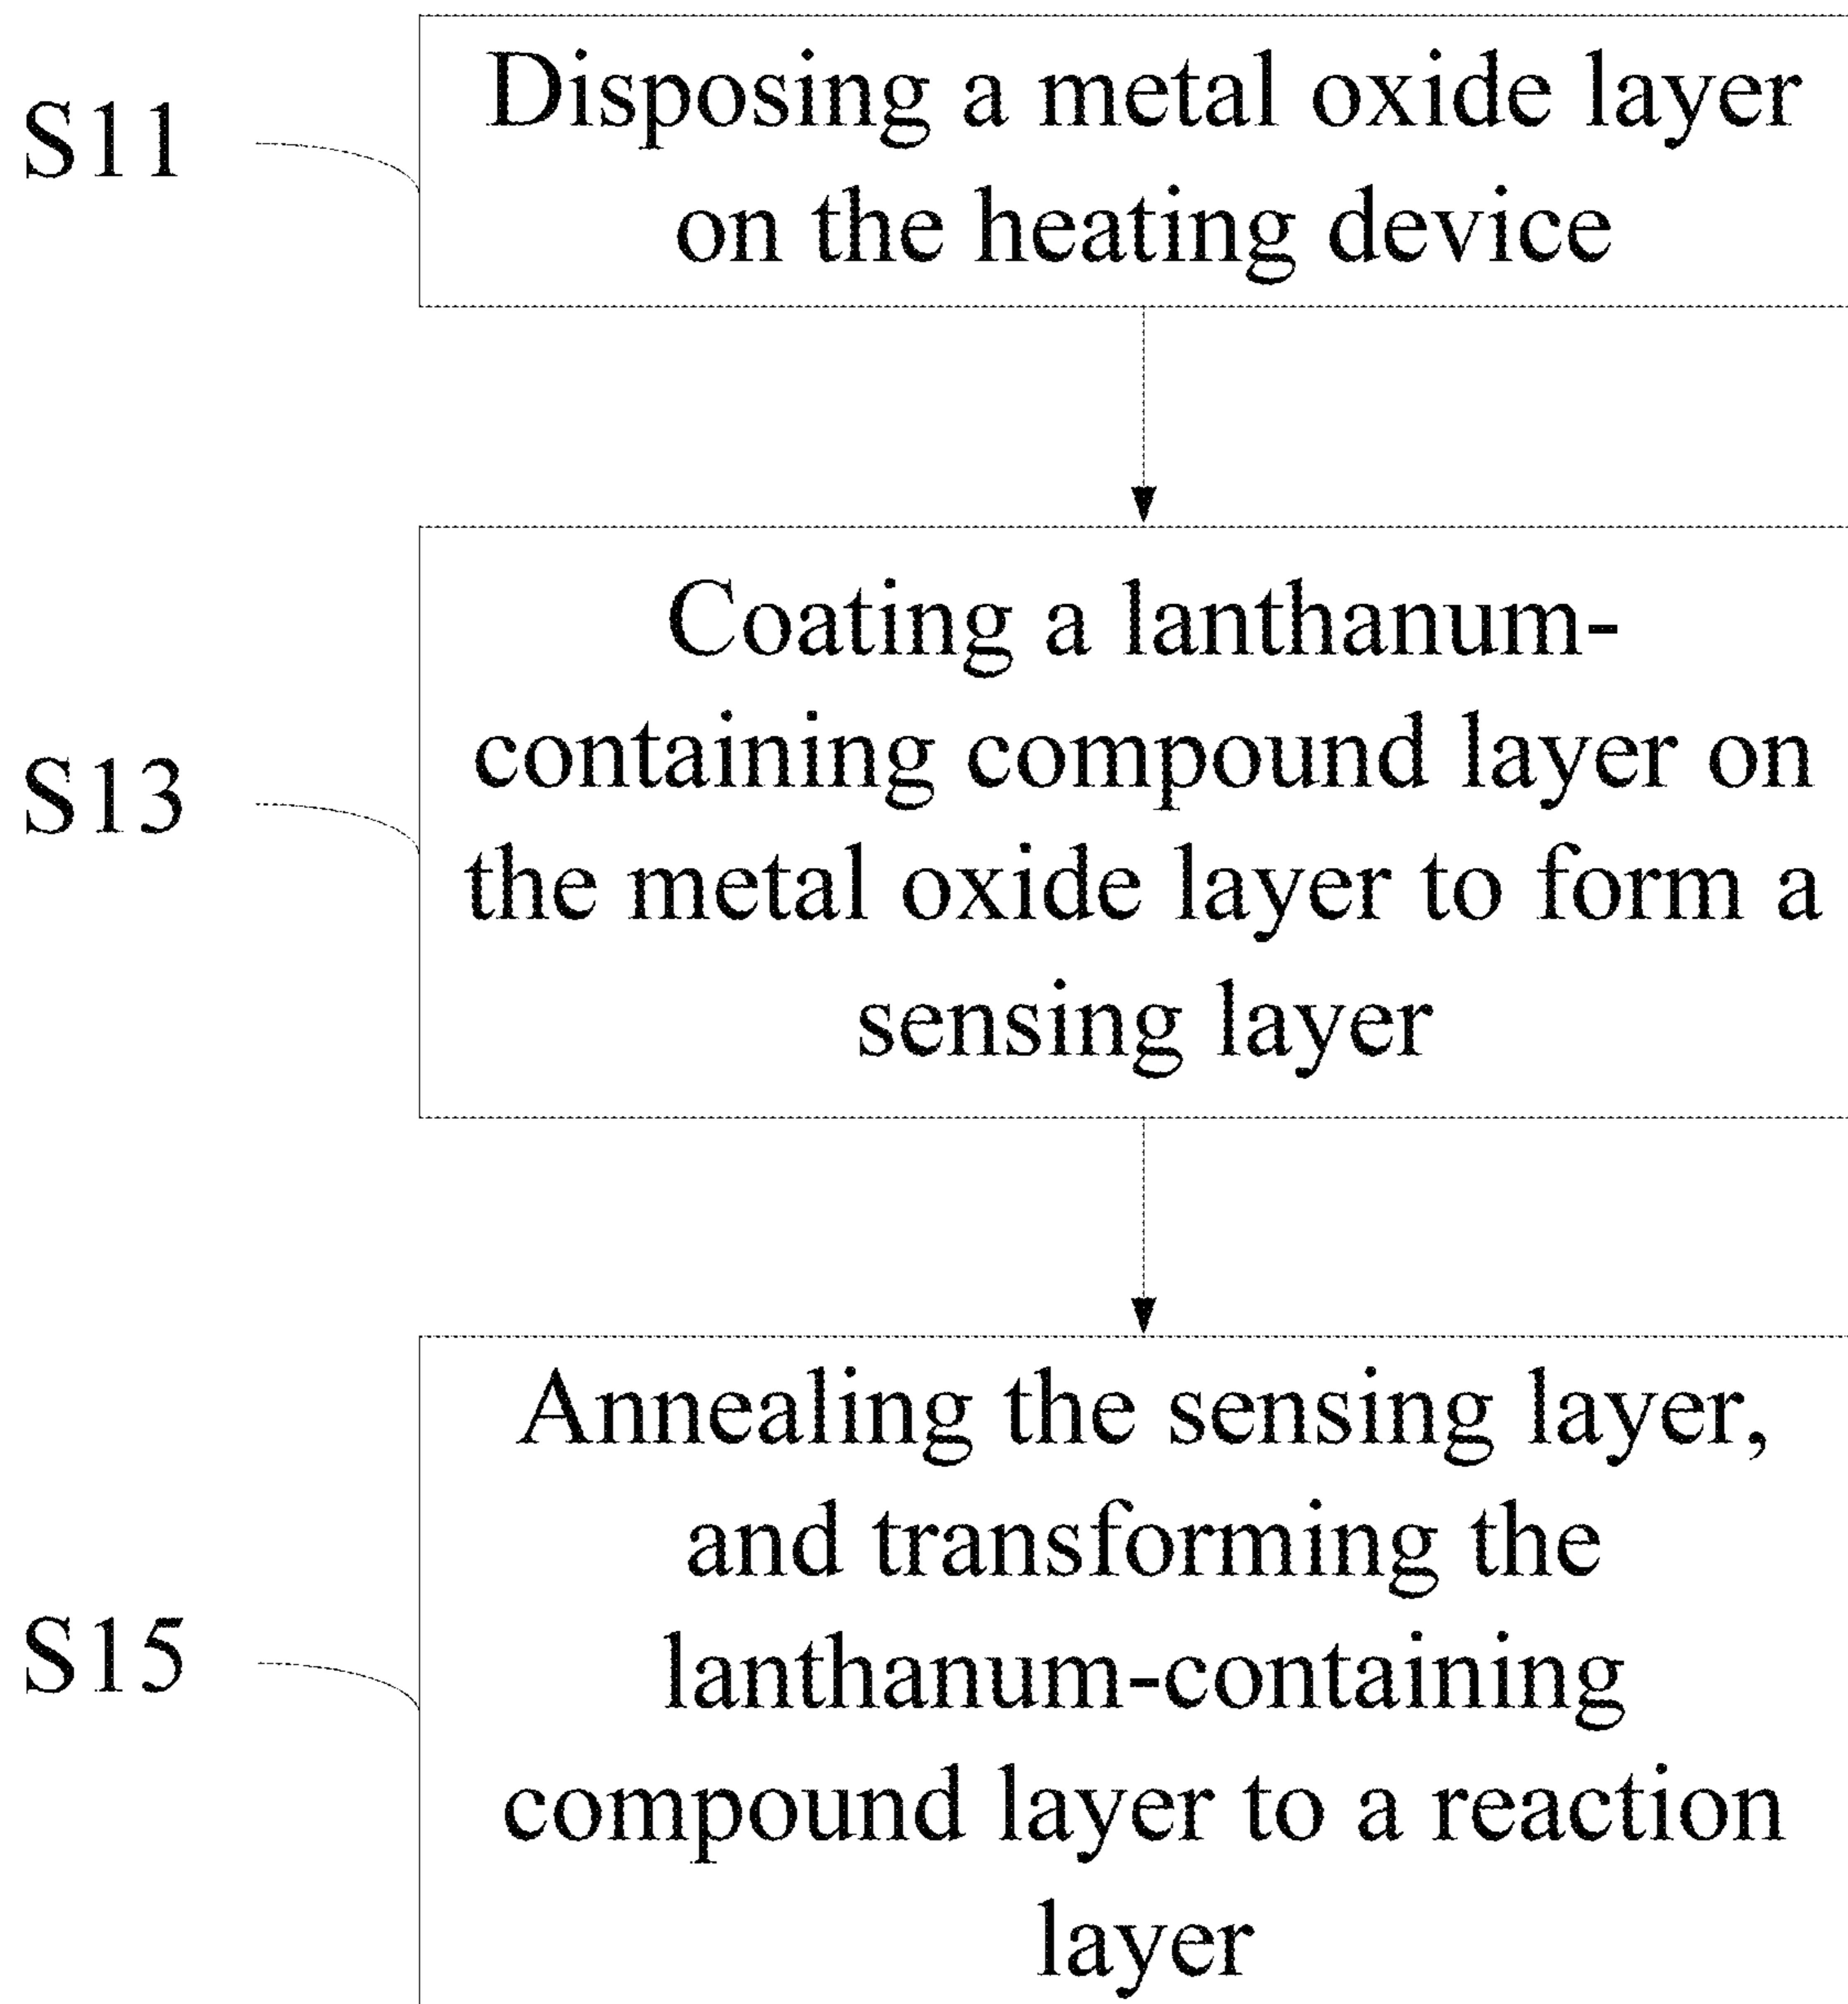 S11
Disposing a metal oxide layer
on the heating device
S13
Coating a lanthanum-
containing compound layer on
the metal oxide layer to form a
sensing layer
S15
Annealing the sensing layer,
and transforming the
lanthanum-containing
compound layer to a reaction
layer